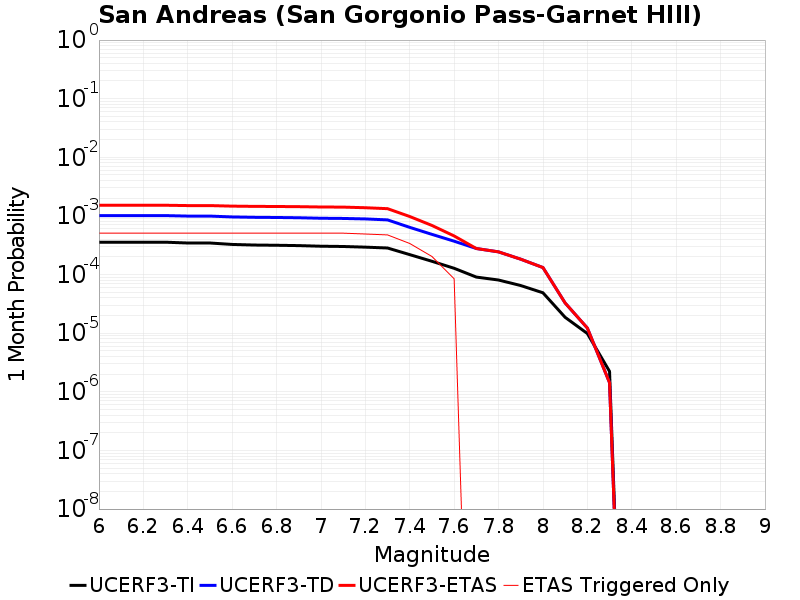 San Andreas (San Gorgonio Pass-Garnet HIll)
10^0
10^-1
10^-2
10^-3
10^-4
10^-5
10^-6
10^-7
10^-8
1 Month Probability
6 6.2 6.4 6.6 6.8 7 7.2 7.4 7.6 7.8 8 8.2 8.4 8.6 8.8 9
Magnitude
UCERF3-TI UCERF3-TD UCERF3-ETAS ETAS Triggered Only